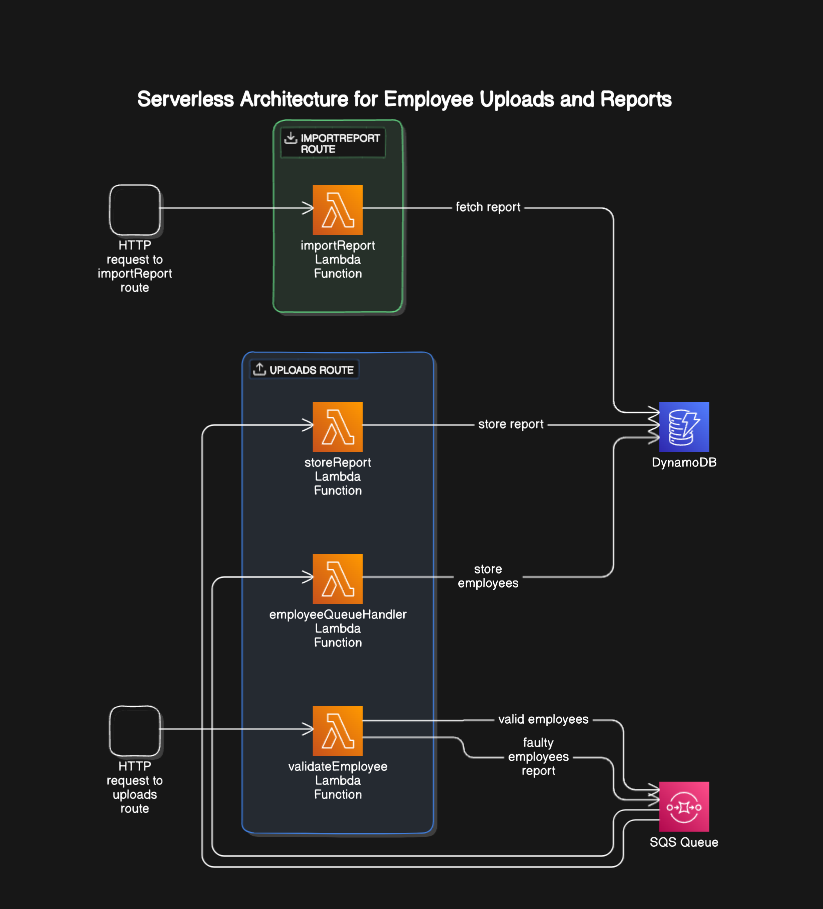 Serverless Architecture for Employee Uploads and Reports
IMPORTREPORT
ROUTE
fetch report
HTTP
request to
importReport
route
importReport
Lambda
Function
UPLOADS ROUTE
store report
storeReport
Lambda
Function
DynamoDB
store
employees
employeeQueueHandler
Lambda
Function
valid employees
faulty
employees
report
HTTP
request to
uploads
route
validateEmployee
Lambda
Function
SQS Queue